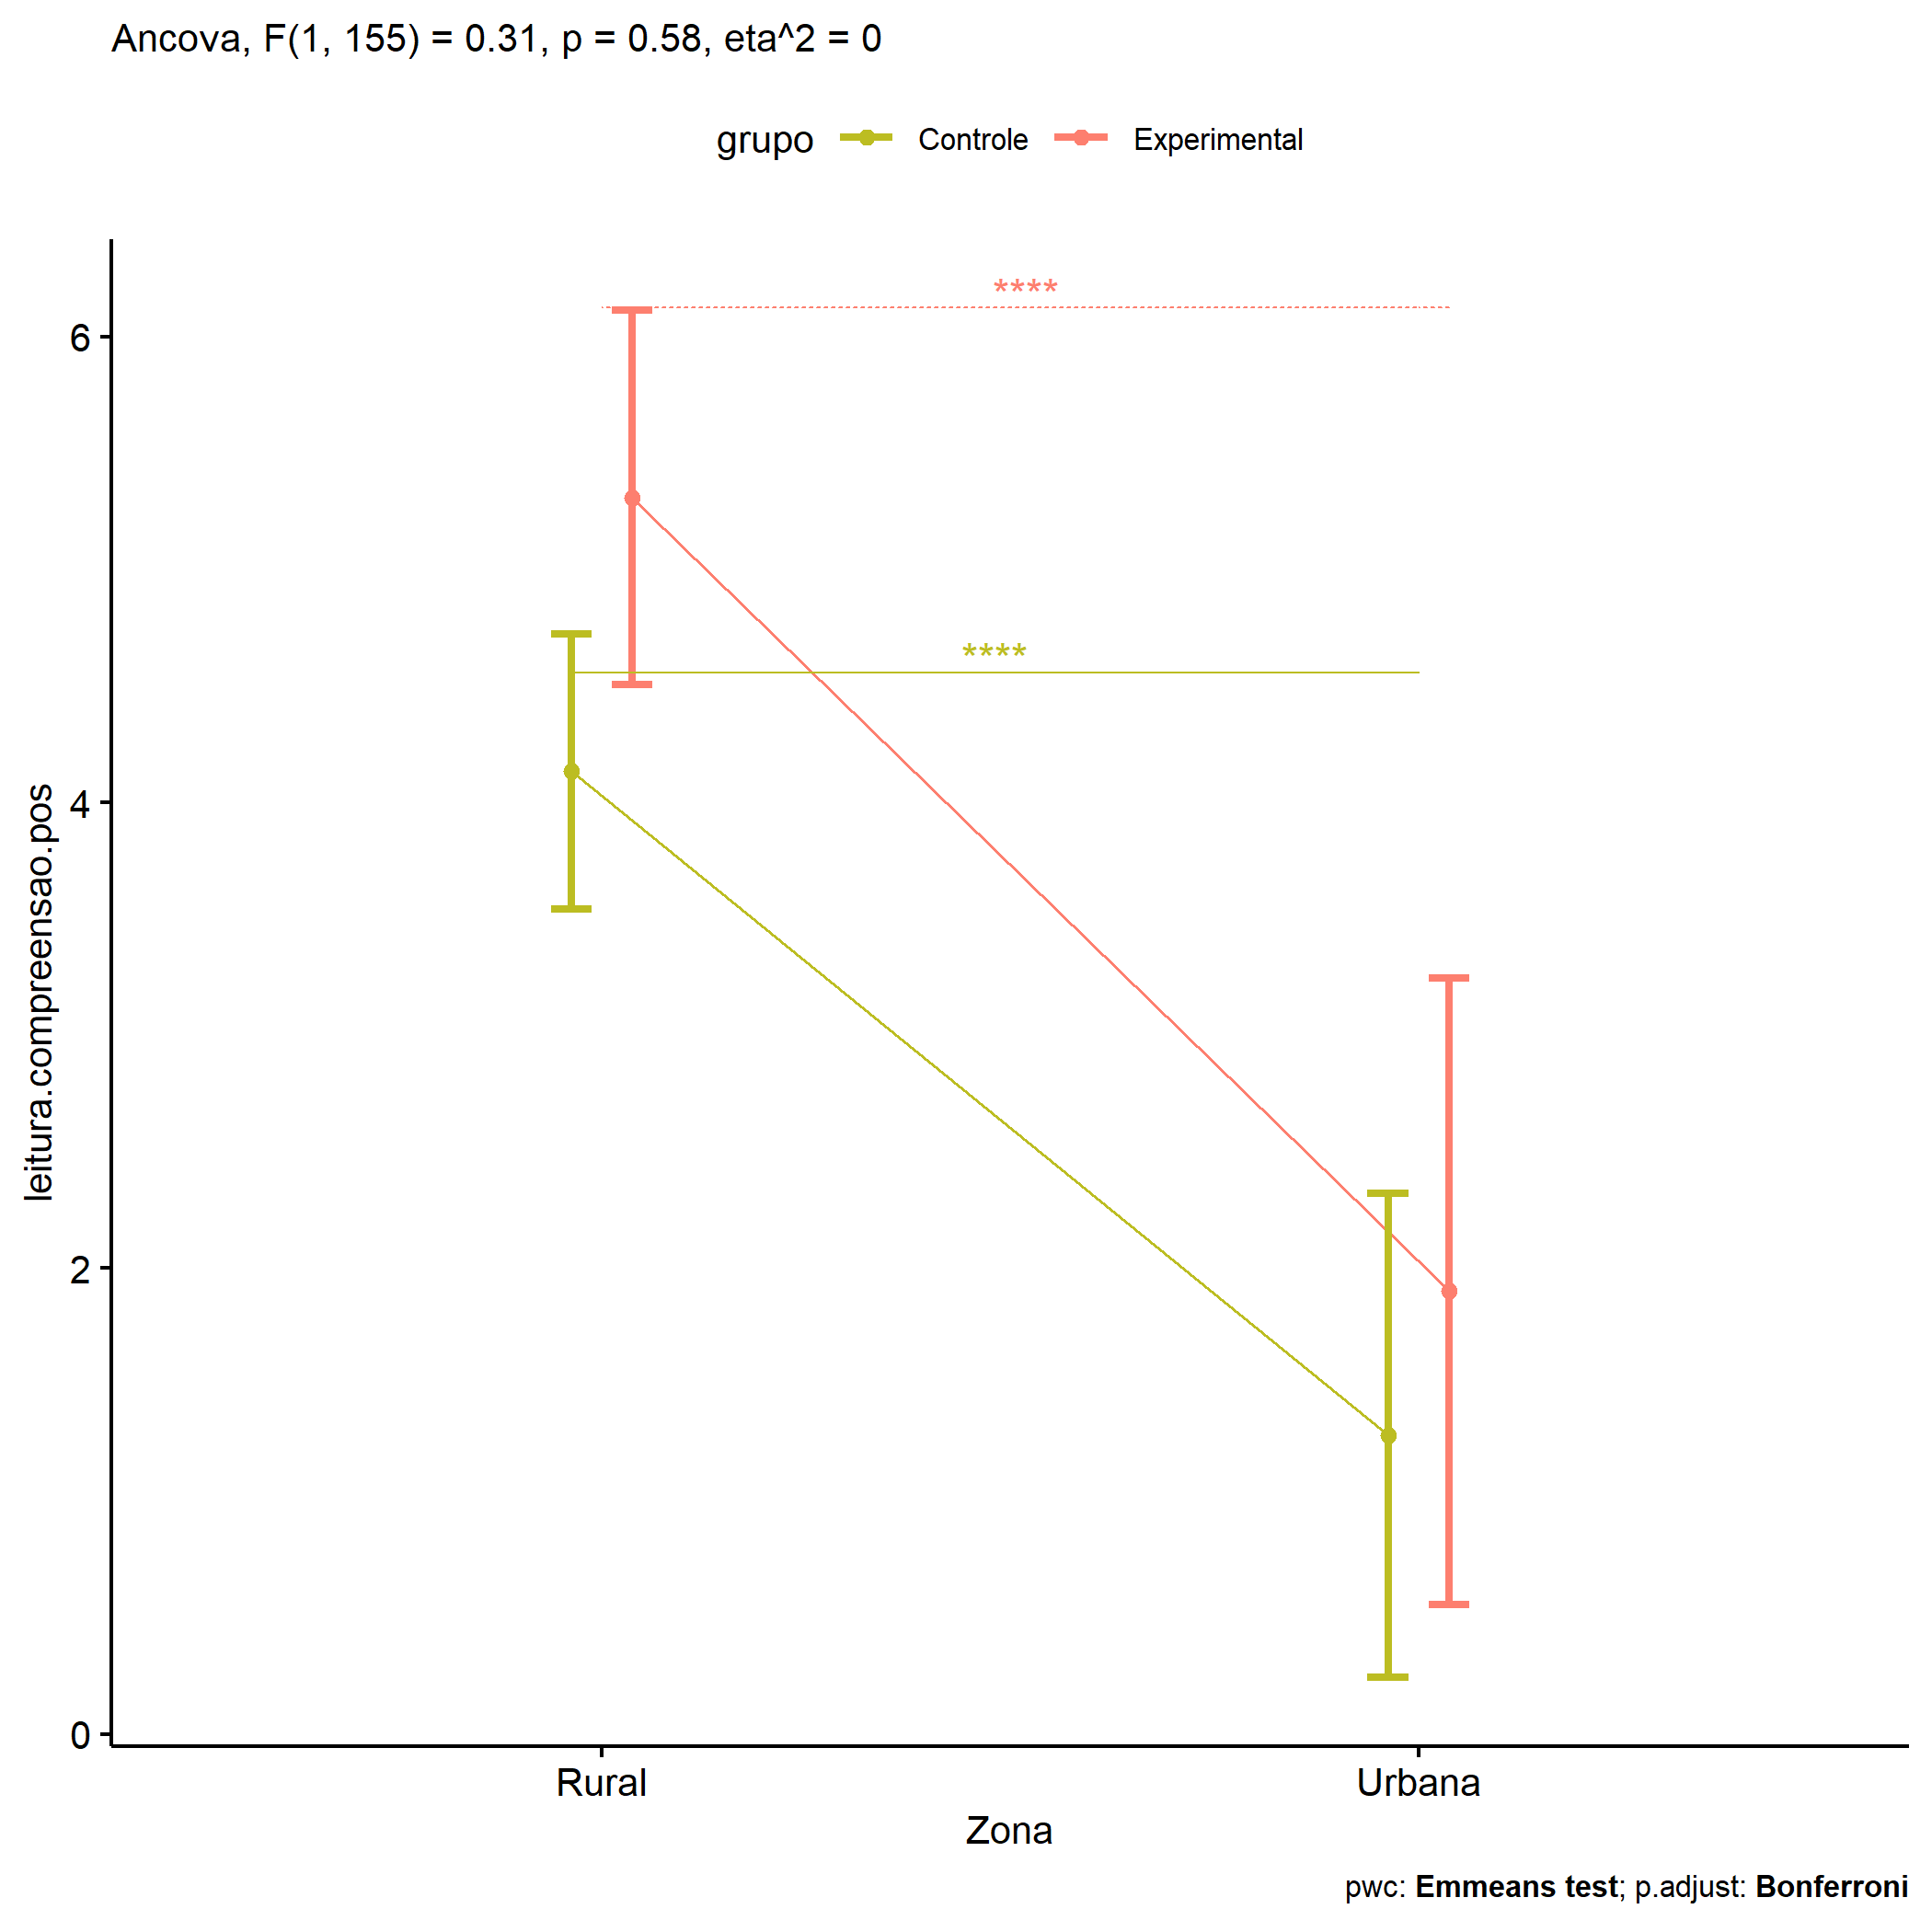 Ancova, F(1, 155) = 0.31, p = 0.58, eta^2 = 0
grupo Controle Experimental
****
6
****
4
leitura.compreensao.pos
2
0
Rural Urbana
Zona
pwc: Emmeans test; p.adjust: Bonferroni